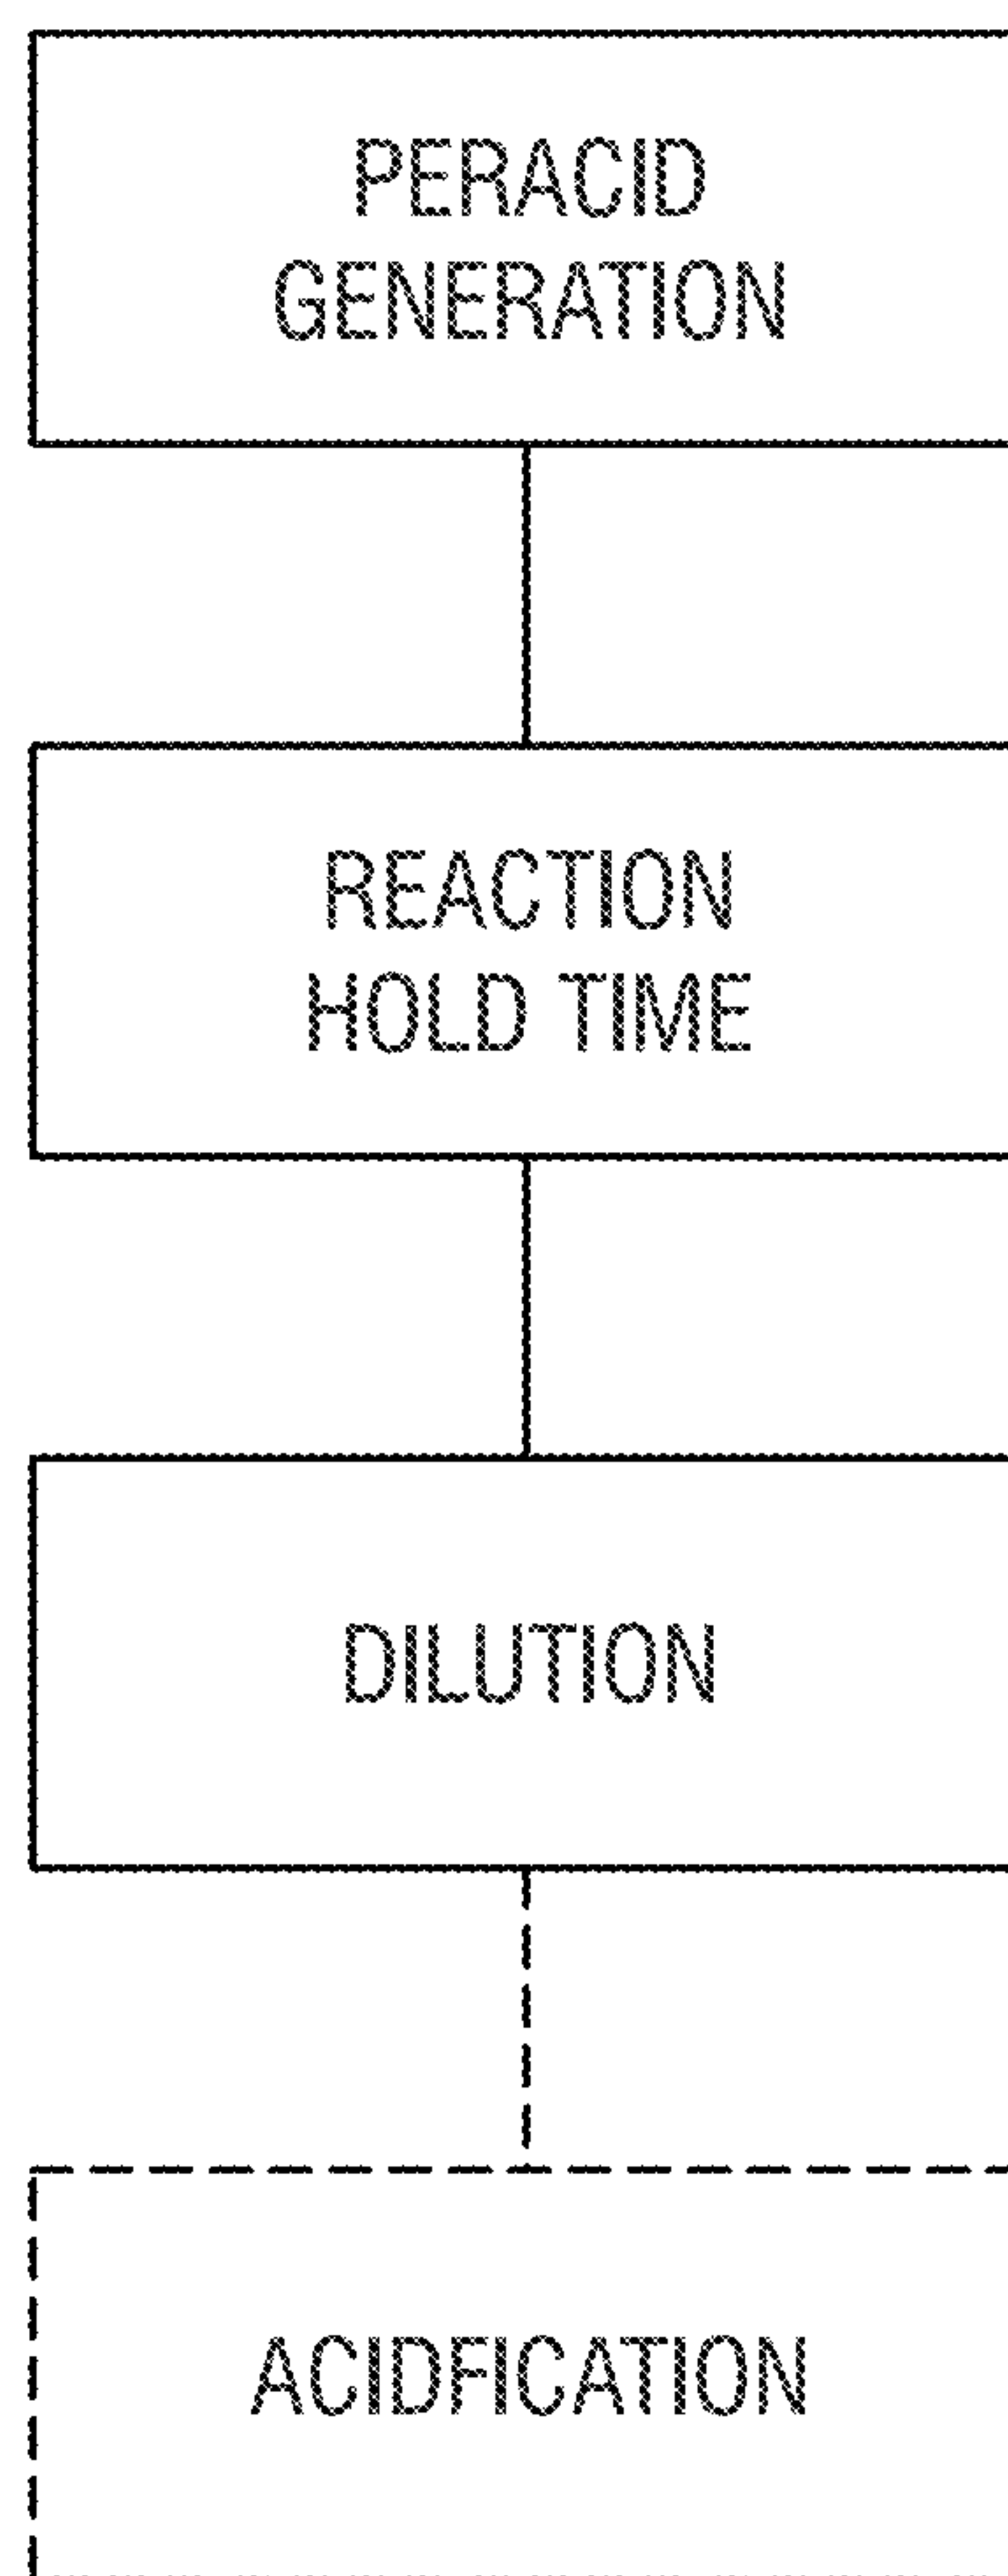 PERACID
GENERATION
REACTION
HOLD TIME
DILUTION
ACIDFICATION